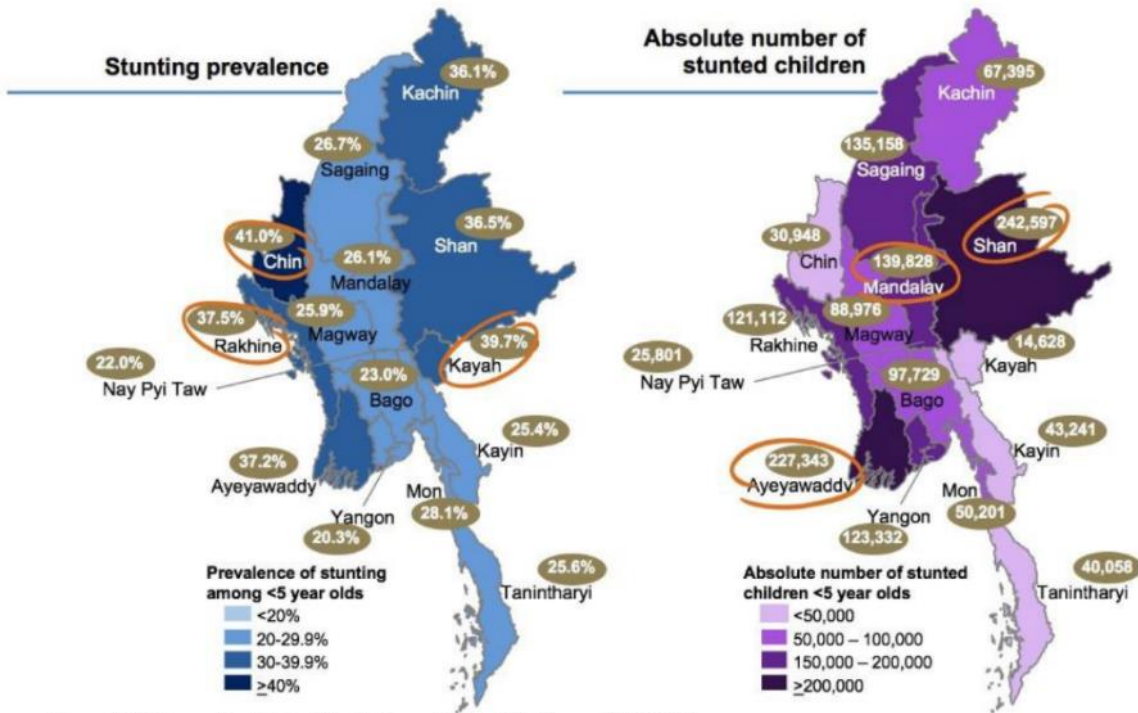 Stunting prevalence
36.1%
Kachin
26.7%
Sagaing
41.0%
Chin
36.5%
Shan
26.1%
Mandalay
37.5%
Rakhine
25.9%
Magway
39.7%
Kayah
22.0%
Nay Pyi Taw
23.0%
Bago
25.4%
Kayin
37.2%
Ayeyawaddy
Mon
28.1%
Yangon
20.3%
25.6%
Tanintharyi
Prevalence of stunting
among <5 year olds
<20%
20-29.9%
30-39.9%
≥40%
Absolute number of
stunted children
67,395
Kachin
135,158
Sagaing
30,948
Chin
242,597
Shan
139,828
Mandalay
121,112
Rakhine
88,976
Magway
14,628
Kayah
25,801
Nay Pyi Taw
97,729
Bago
43,241
Kayin
227,343
Ayeyawaddy
Mon
50,201
Yangon
123,332
40,058
Tanintharyi
Absolute number of stunted
children <5 year olds
<50,000
50,000 – 100,000
150,000 – 200,000
≥200,000